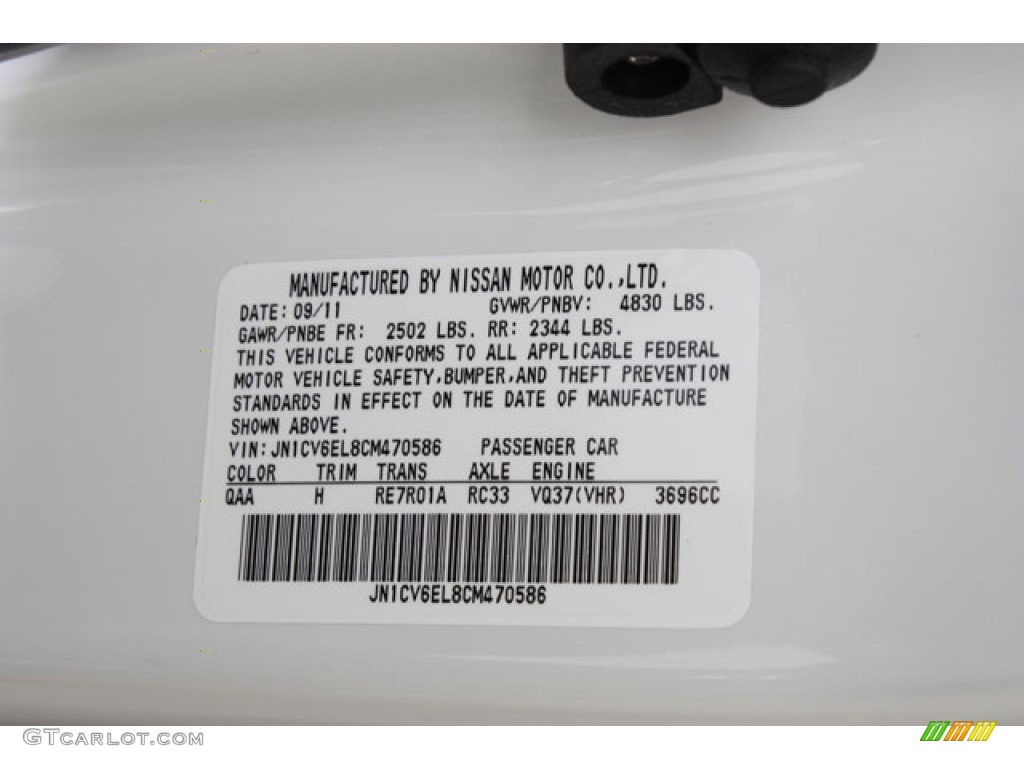 MANUFACTURED BY NISSAN MOTOR CO.,LTD.
DATE: 09/11 GVWR/PNBV: 4830 LBS.
GAWR/PNBE FR: 2502 LBS. RR: 2344 LBS.
THIS VEHICLE CONFORMS TO ALL APPLICABLE FEDERAL
MOTOR VEHICLE SAFETY,BUMPER,AND THEFT PREVENTION
STANDARDS IN EFFECT ON THE DATE OF MANUFACTURE
SHOWN ABOVE.
VIN:JN1CV6EL8CM470586 PASSENGER CAR
COLOR TRIM TRANS AXLE ENGINE
QAA H RE7R01A RC33 VQ37(VHR) 3696CC
JN1CV6EL8CM470586
GTCARLOT.COM